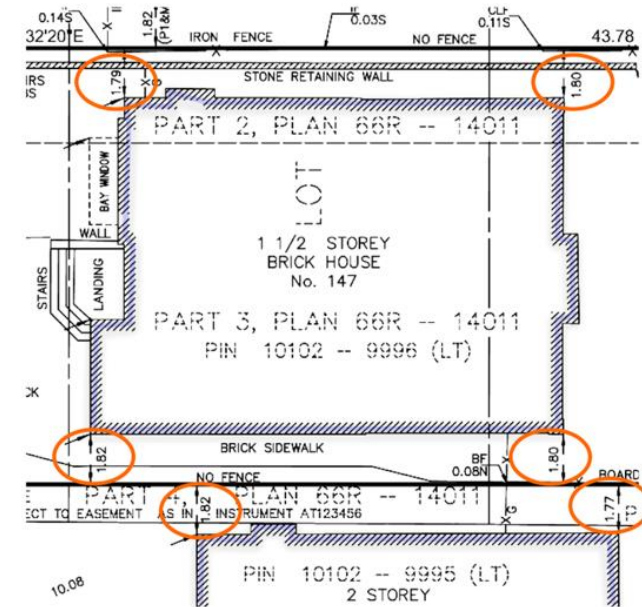 0.14S
1.82
(P1&M
0.03S
CLF
0.11S
32'20"E
IRON FENCE
NO FENCE
43.78
X
X
1.79
X
STONE RETAINING WALL
1.80
PART 2, PLAN 66R -- 14011
BAY WINDOW
LOT
WALL
1 1/2 STOREY
BRICK HOUSE
No. 147
STAIRS
LANDING
PART 3, PLAN 66R -- 14011
PIN 10102 -- 9996 (LT)
1.82
BRICK SIDEWALK
1.80
BF
0.08N
X
NO FENCE
BOARD
PART 4, PLAN 66R -- 14011
1.82
1.77
P
ECT TO EASEMENT AS IN INSTRUMENT AT123456
X
G
10.08
PIN 10102 -- 9995 (LT)
2 STOREY